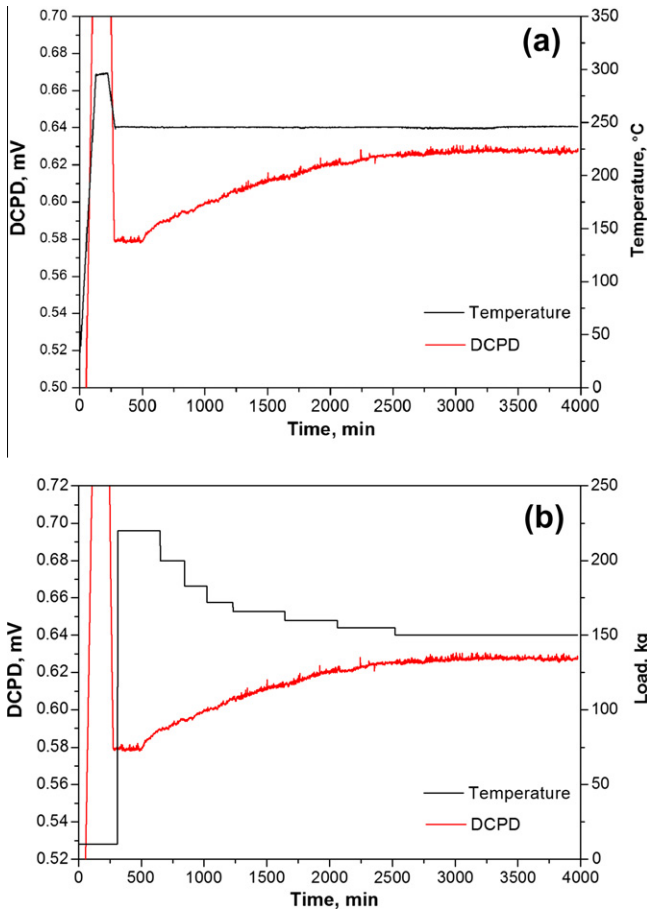 (a)
DCPD, mV
0.70
0.68
0.66
0.64
0.62
0.60
0.58
0.56
0.54
0.52
0.50
350
300
250
200
150
100
50
0
Temperature, °C
Temperature
DCPD
0 500 1000 1500 2000 2500 3000 3500 4000
Time, min
(b)
DCPD, mV
0.72
0.70
0.68
0.66
0.64
0.62
0.60
0.58
0.56
0.54
0.52
250
200
150
100
50
0
Load, kg
Temperature
DCPD
0 500 1000 1500 2000 2500 3000 3500 4000
Time, min